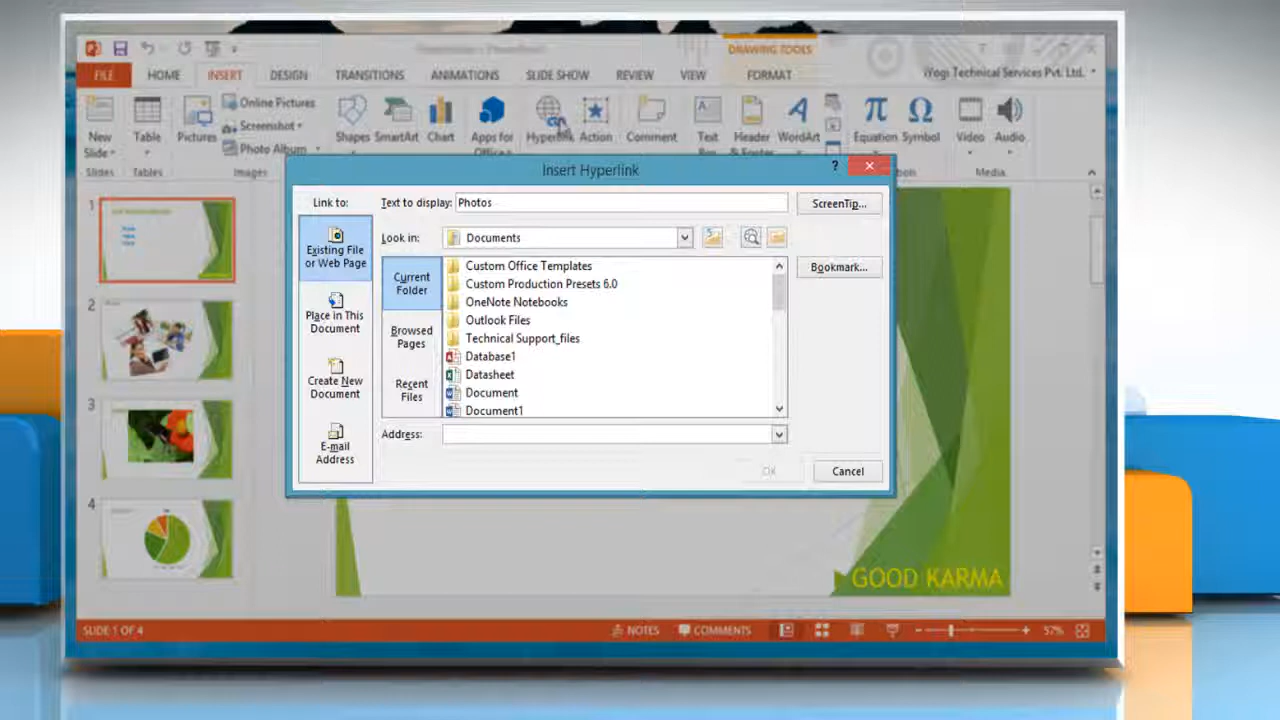 DRAWING TOOLS
FILE HOME INSERT DESIGN TRANSITIONS ANIMATIONS SLIDE SHOW REVIEW VIEW FORMAT iYogi Technical Services Pvt. Ltd.
New Slide Table Pictures Online Pictures Screenshot Photo Album Shapes SmartArt Chart Apps for Office Hyperlink Action Comment Text Header & Footer WordArt Equation Symbol Video Audio
Slides Tables Images Media
Insert Hyperlink ?
Link to: Text to display: Photos ScreenTip...
Existing File or Web Page
Look in: Documents
Bookmark...
Current Folder
Custom Office Templates
Custom Production Presets 6.0
OneNote Notebooks
Place in This Document
Outlook Files
Browsed Pages
Technical Support_files
Database1
Datasheet
Create New Document
Recent Files
Document
Document1
E-mail Address
Address:
OK Cancel
1
2
3
4
GOOD KARMA
SLIDE 1 OF 4 NOTES COMMENTS 57%